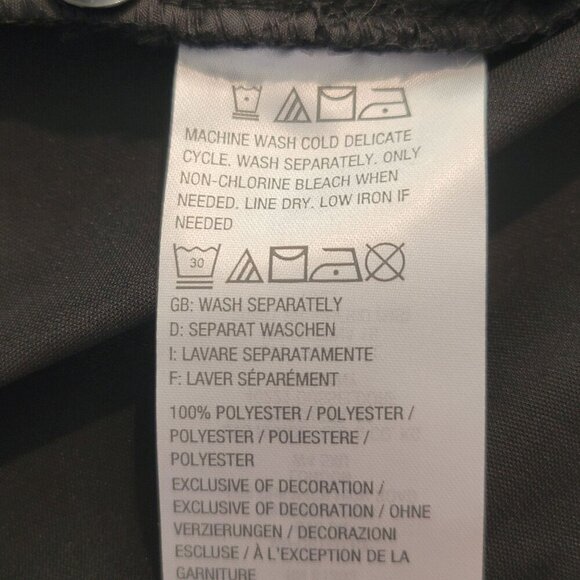 MACHINE WASH COLD DELICATE
CYCLE. WASH SEPARATELY. ONLY
NON-CHLORINE BLEACH WHEN
NEEDED. LINE DRY. LOW IRON IF
NEEDED
30
GB: WASH SEPARATELY
D: SEPARAT WASCHEN
I: LAVARE SEPARATAMENTE
F: LAVER SÉPARÉMENT
100% POLYESTER / POLYESTER /
POLYESTER / POLIESTERE /
POLYESTER
EXCLUSIVE OF DECORATION /
EXCLUSIVE OF DECORATION / OHNE
VERZIERUNGEN / DECORAZIONI
ESCLUSE / À L'EXCEPTION DE LA
GARNITURE